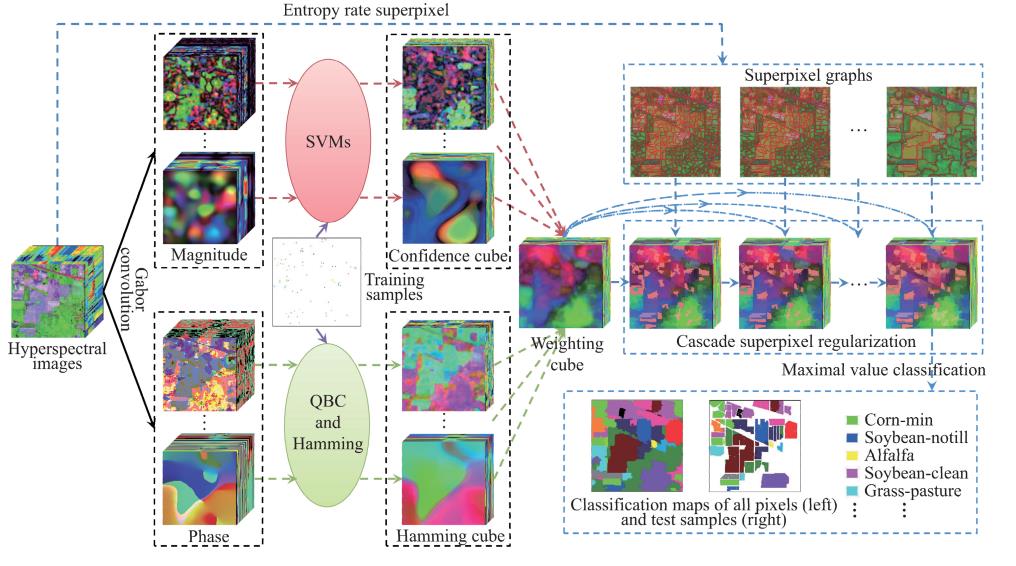 Entropy rate superpixel
Superpixel graphs
SVMs
...
Magnitude
Confidence cube
Training
samples
Gabor
convolution
Hyperspectral
images
Weighting
cube
...
Cascade superpixel regularization
Maximal value classification
QBC
and
Hamming
Phase
Hamming cube
Corn-min
Soybean-notill
Alfalfa
Soybean-clean
Grass-pasture
Classification maps of all pixels (left)
and test samples (right)